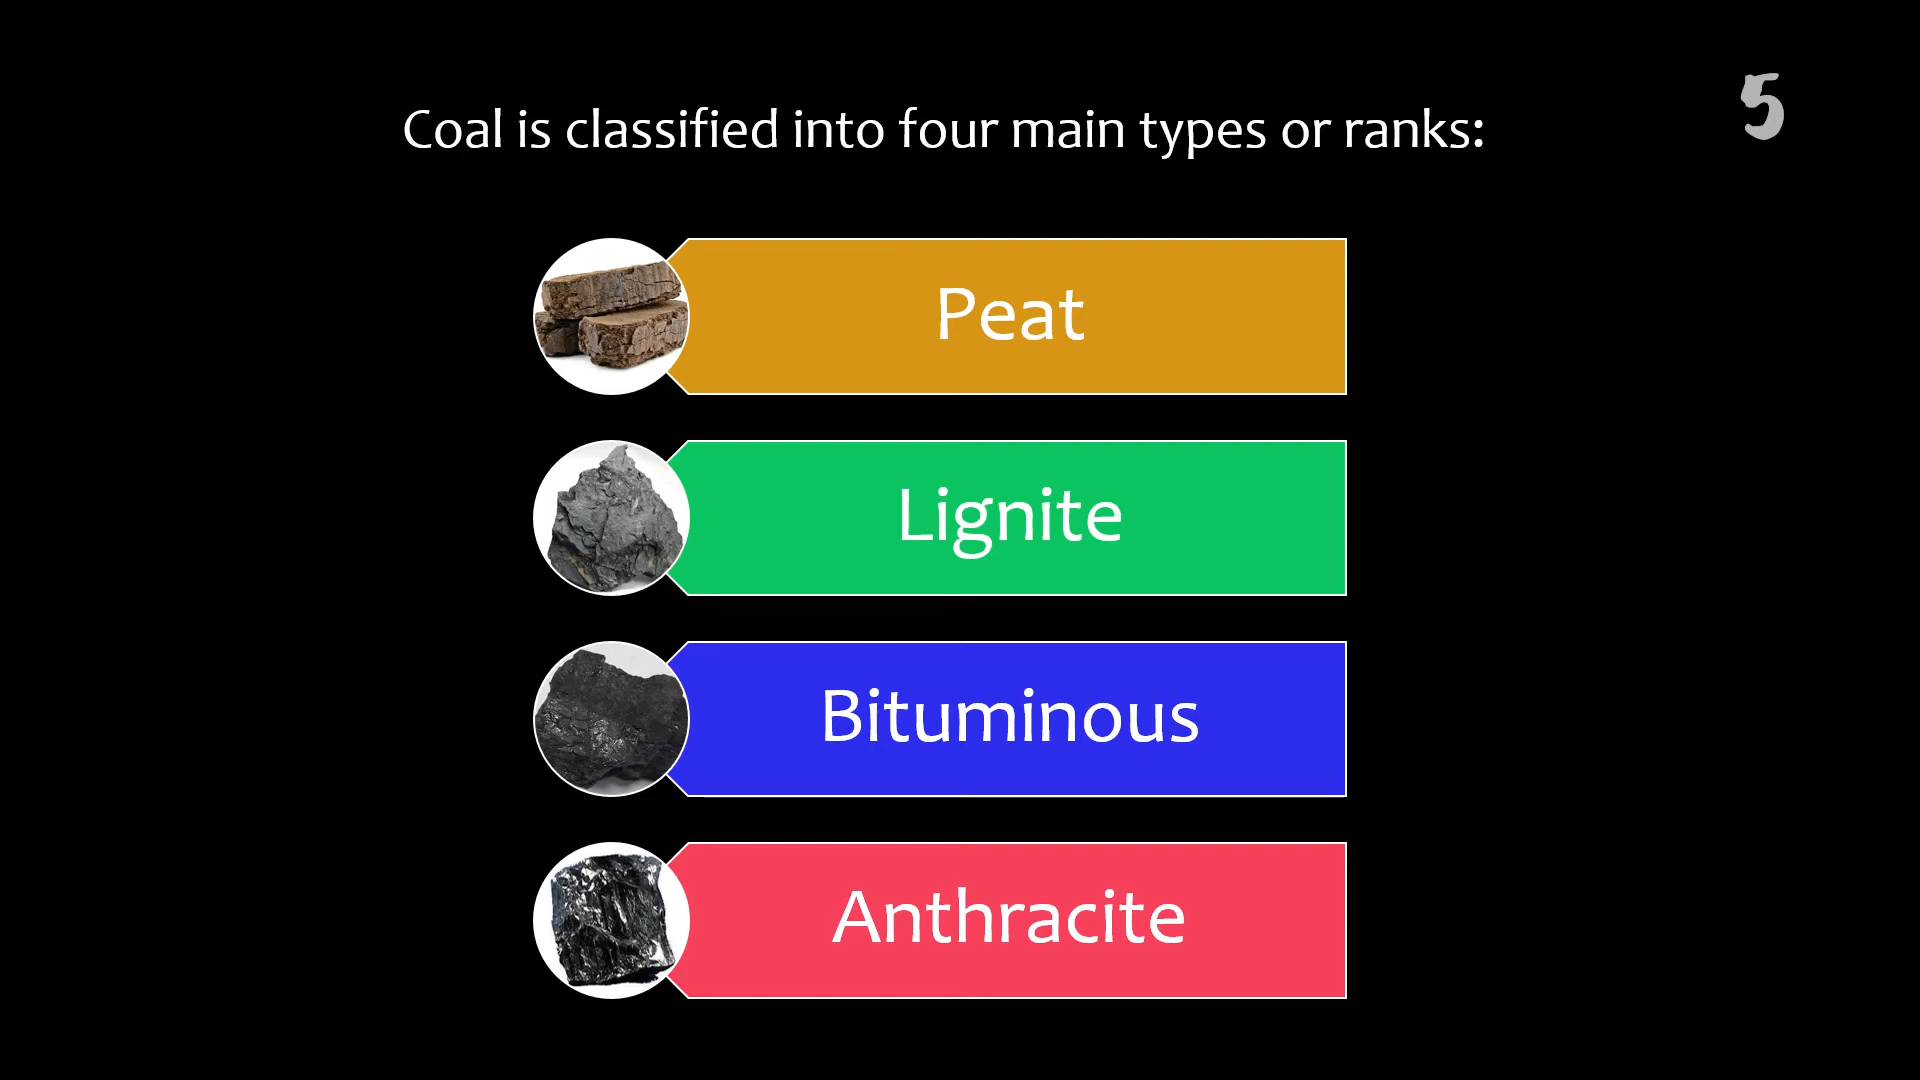 Coal is classified into four main types or ranks:
5
Peat
Lignite
Bituminous
Anthracite